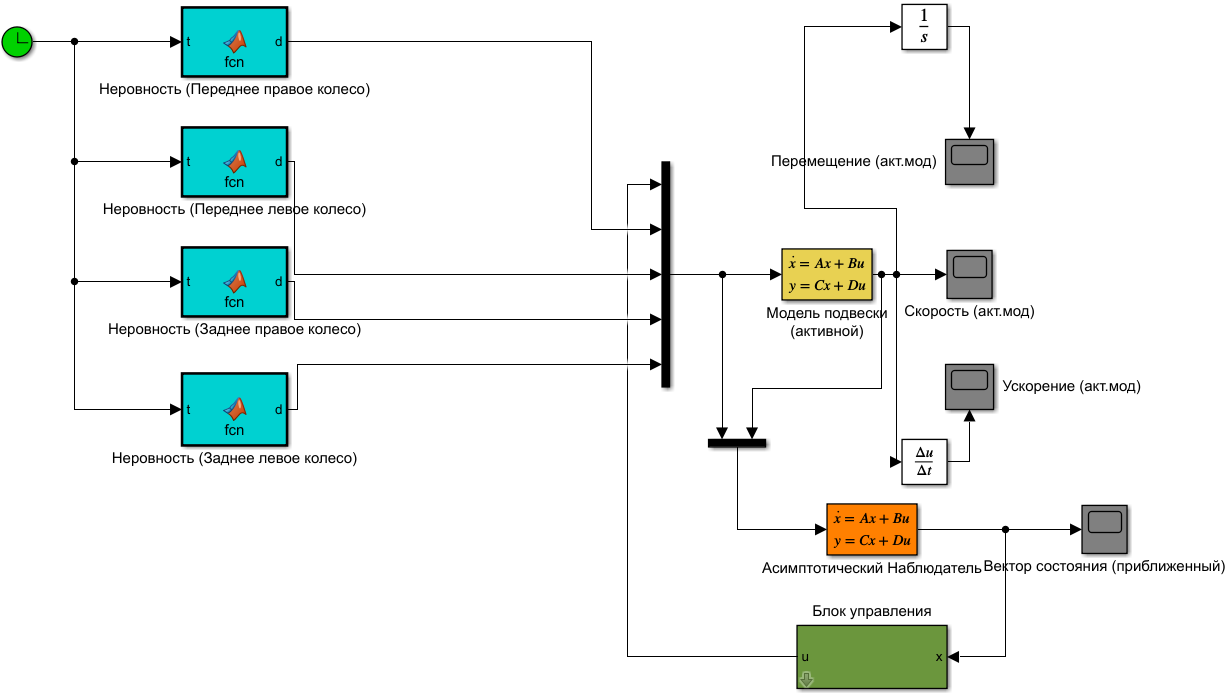 t
d
fcn
Неровность (Переднее правое колесо)
t
d
fcn
Неровность (Переднее левое колесо)
t
d
fcn
Неровность (Заднее правое колесо)
t
d
fcn
Неровность (Заднее левое колесо)
1
s
Перемещение (акт.мод)
ẋ = Ax + Bu
y = Cx + Du
Модель подвески
(активной)
Скорость (акт.мод)
Ускорение (акт.мод)
Δu
Δt
ẋ = Ax + Bu
y = Cx + Du
Асимптотический Наблюдатель
Вектор состояния (приближенный)
Блок управления
u
x